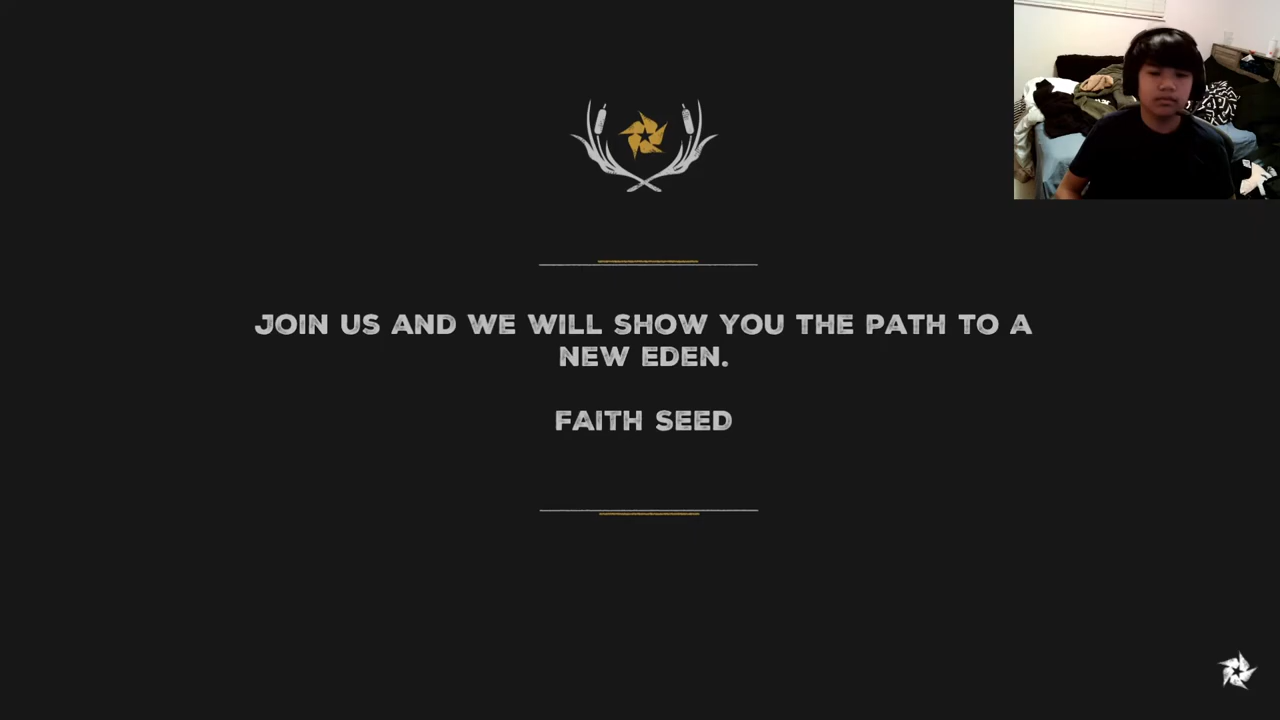 JOIN US AND WE WILL SHOW YOU THE PATH TO A
NEW EDEN.
FAITH SEED